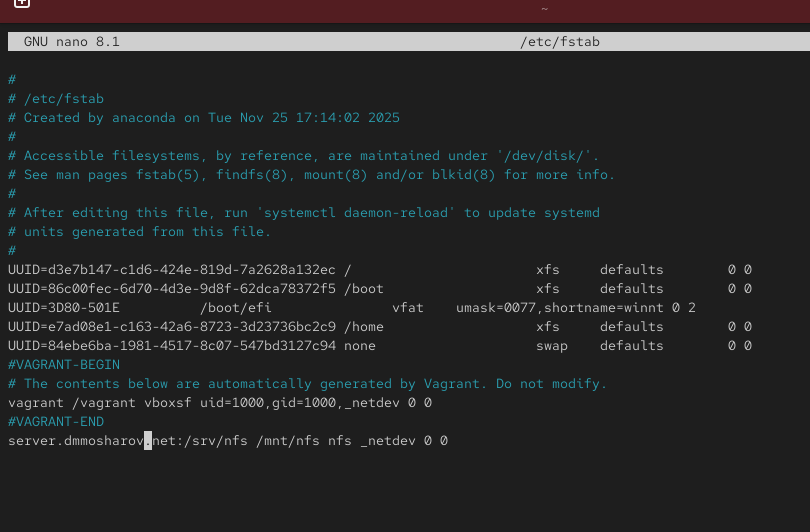 ~
GNU nano 8.1 /etc/fstab
#
# /etc/fstab
# Created by anaconda on Tue Nov 25 17:14:02 2025
#
# Accessible filesystems, by reference, are maintained under '/dev/disk/'.
# See man pages fstab(5), findfs(8), mount(8) and/or blkid(8) for more info.
#
# After editing this file, run 'systemctl daemon-reload' to update systemd
# units generated from this file.
#
UUID=d3e7b147-c1d6-424e-819d-7a2628a132ec / xfs defaults 0 0
UUID=86c00fec-6d70-4d3e-9d8f-62dca78372f5 /boot xfs defaults 0 0
UUID=3D80-501E /boot/efi vfat umask=0077,shortname=winnt 0 2
UUID=e7ad08e1-c163-42a6-8723-3d23736bc2c9 /home xfs defaults 0 0
UUID=84ebe6ba-1981-4517-8c07-547bd3127c94 none swap defaults 0 0
#VAGRANT-BEGIN
# The contents below are automatically generated by Vagrant. Do not modify.
vagrant /vagrant vboxsf uid=1000,gid=1000,_netdev 0 0
#VAGRANT-END
server.dmmosharov.net:/srv/nfs /mnt/nfs nfs _netdev 0 0